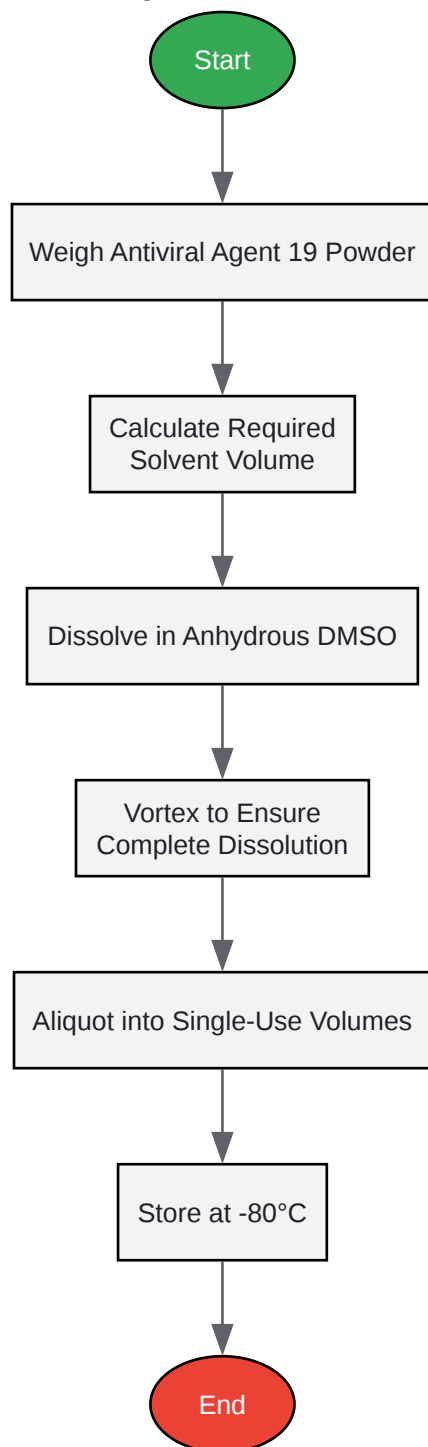 Start
Weigh Antiviral Agent 19 Powder
Calculate Required
Solvent Volume
Dissolve in Anhydrous DMSO
Vortex to Ensure
Complete Dissolution
Aliquot into Single-Use Volumes
Store at -80°C
End